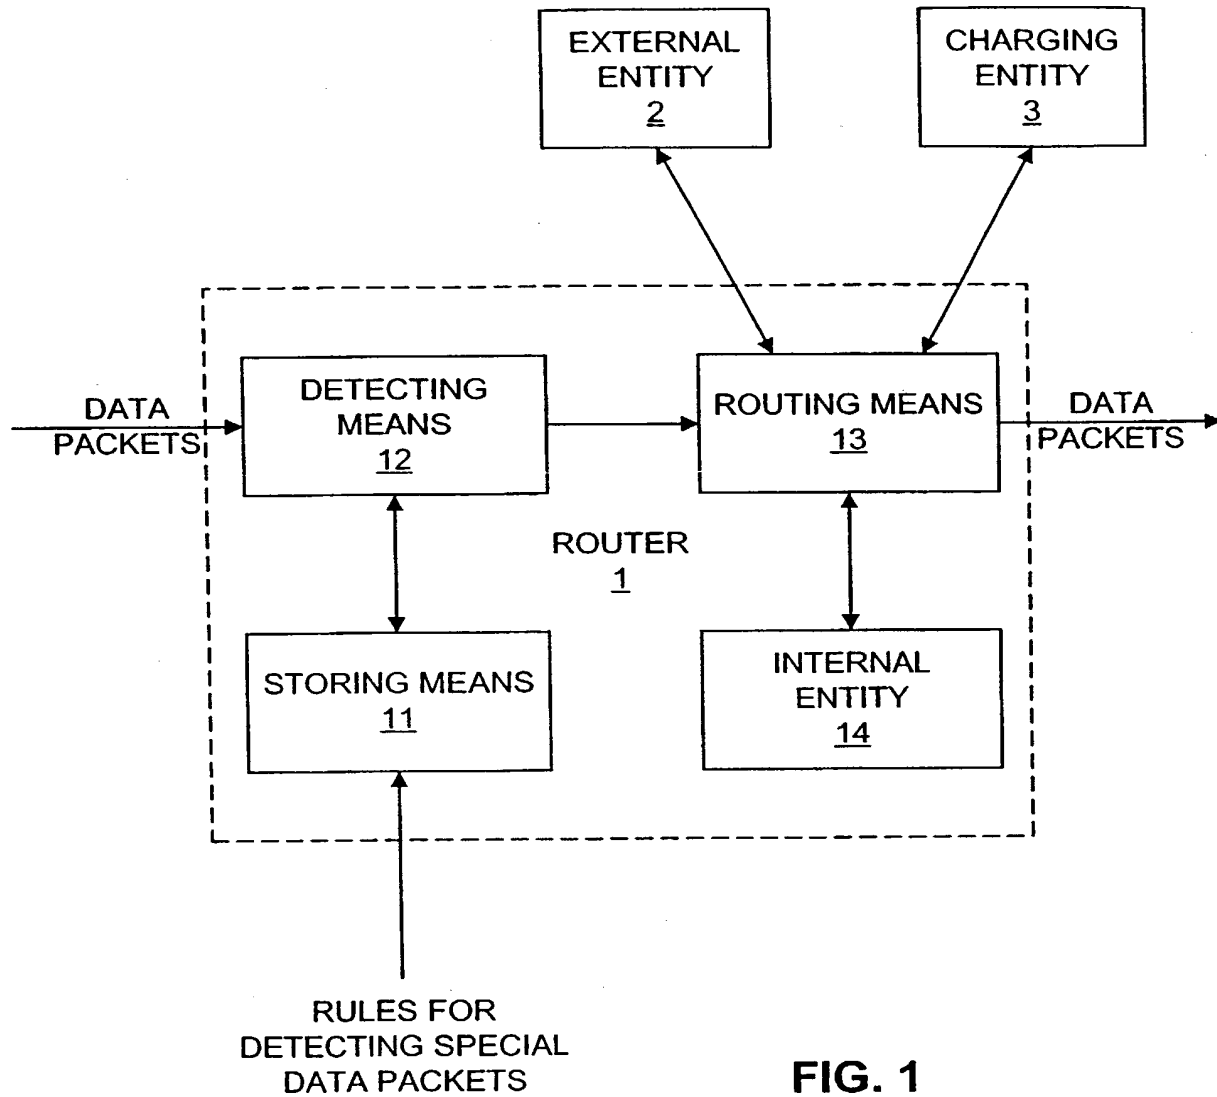 EXTERNAL
ENTITY
2
CHARGING
ENTITY
3
DATA
PACKETS
DETECTING
MEANS
12
ROUTING MEANS
13
DATA
PACKETS
ROUTER
1
STORING MEANS
11
INTERNAL
ENTITY
14
RULES FOR
DETECTING SPECIAL
DATA PACKETS
FIG. 1